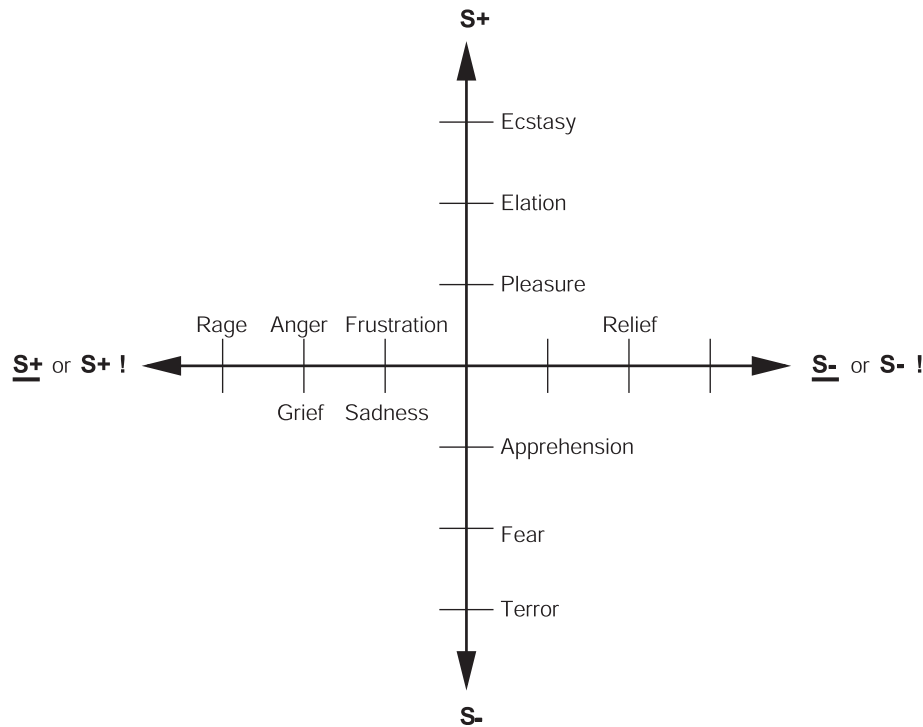 S+
Ecstasy
Elation
Pleasure
Rage Anger Frustration Relief
S+ or S+ ! S- or S- !
Grief Sadness
Apprehension
Fear
Terror
S-